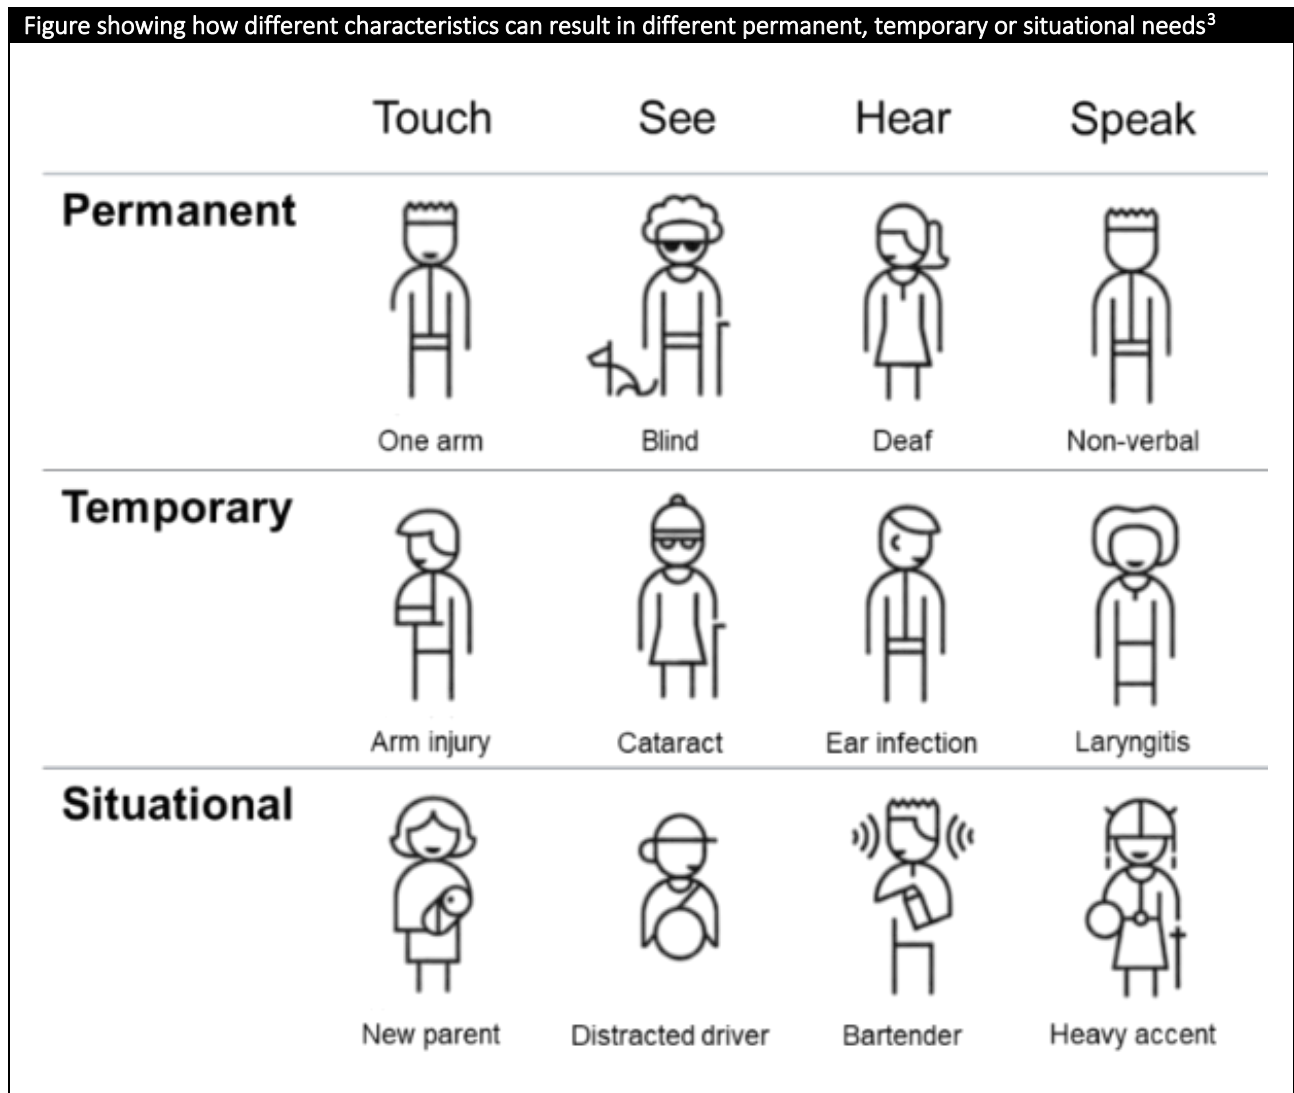 Figure showing how different characteristics can result in different permanent, temporary or situational needs³
Touch See Hear Speak
Permanent
One arm Blind Deaf Non-verbal
Temporary
Arm injury Cataract Ear infection Laryngitis
Situational
New parent Distracted driver Bartender Heavy accent